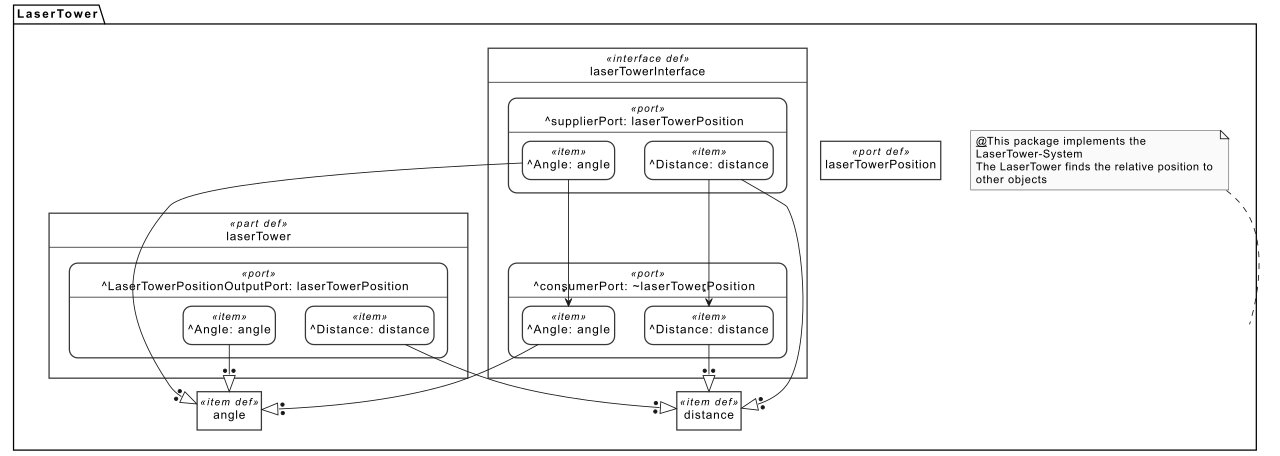 LaserTower
«interface def»
laserTowerInterface
«port»
^supplierPort: laserTowerPosition
«item»
^Angle: angle
«item»
^Distance: distance
«port def»
laserTowerPosition
@This package implements the
LaserTower-System
The LaserTower finds the relative position to
other objects
«part def»
laserTower
«port»
^LaserTowerPositionOutputPort: laserTowerPosition
«item»
^Angle: angle
«item»
^Distance: distance
«port»
^consumerPort: ~laserTowerPosition
«item»
^Angle: angle
«item»
^Distance: distance
«item def»
angle
«item def»
distance